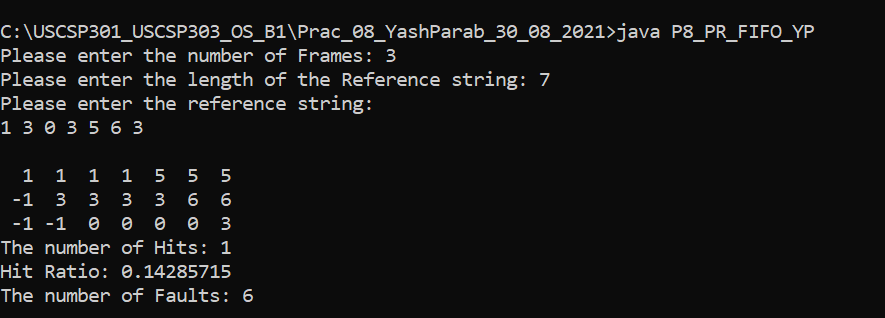 C:\USCSP301_USCSP303_OS_B1\Prac_08_YashParab_30_08_2021>java P8_PR_FIFO_YP
Please enter the number of Frames: 3
Please enter the length of the Reference string: 7
Please enter the reference string:
1 3 0 3 5 6 3
1 1 1 1 5 5 5
-1 3 3 3 3 6 6
-1 -1 0 0 0 0 3
The number of Hits: 1
Hit Ratio: 0.14285715
The number of Faults: 6